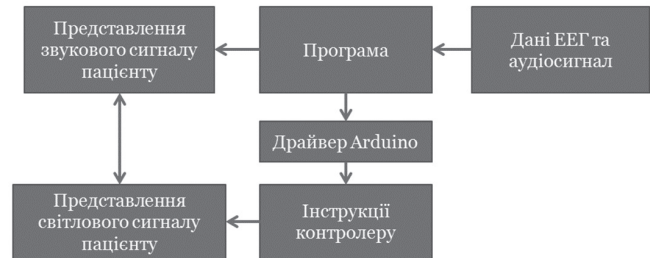 Представлення
звукового сигналу
пацієнту
Програма
Дані ЕЕГ та
аудіосигнал
Драйвер Arduino
Представлення
світлового сигналу
пацієнту
Інструкції
контролеру